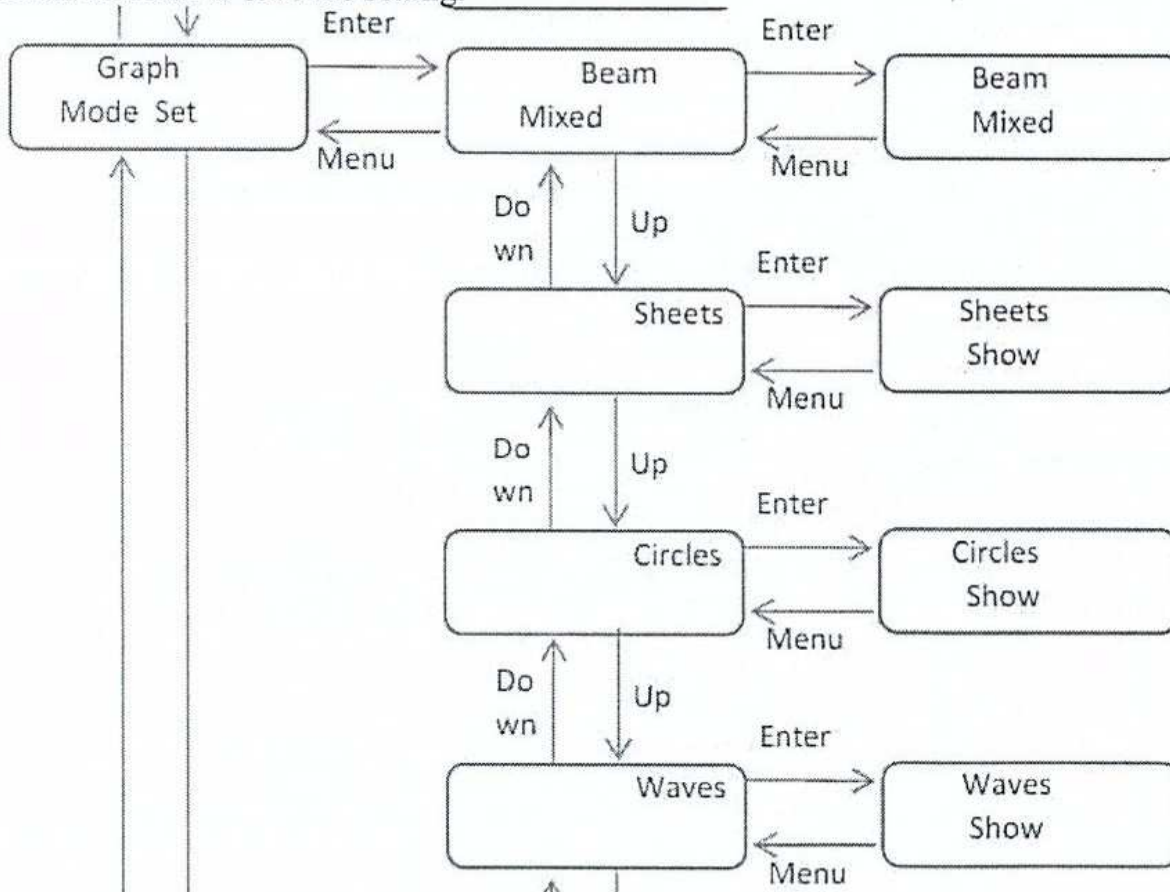 Enter
Enter
Graph
Mode Set
Beam
Mixed
Beam
Mixed
Menu
Menu
Do
wn
Up
Enter
Sheets
Sheets
Show
Menu
Do
wn
Up
Enter
Circles
Circles
Show
Menu
Do
wn
Up
Enter
Waves
Waves
Show
Menu